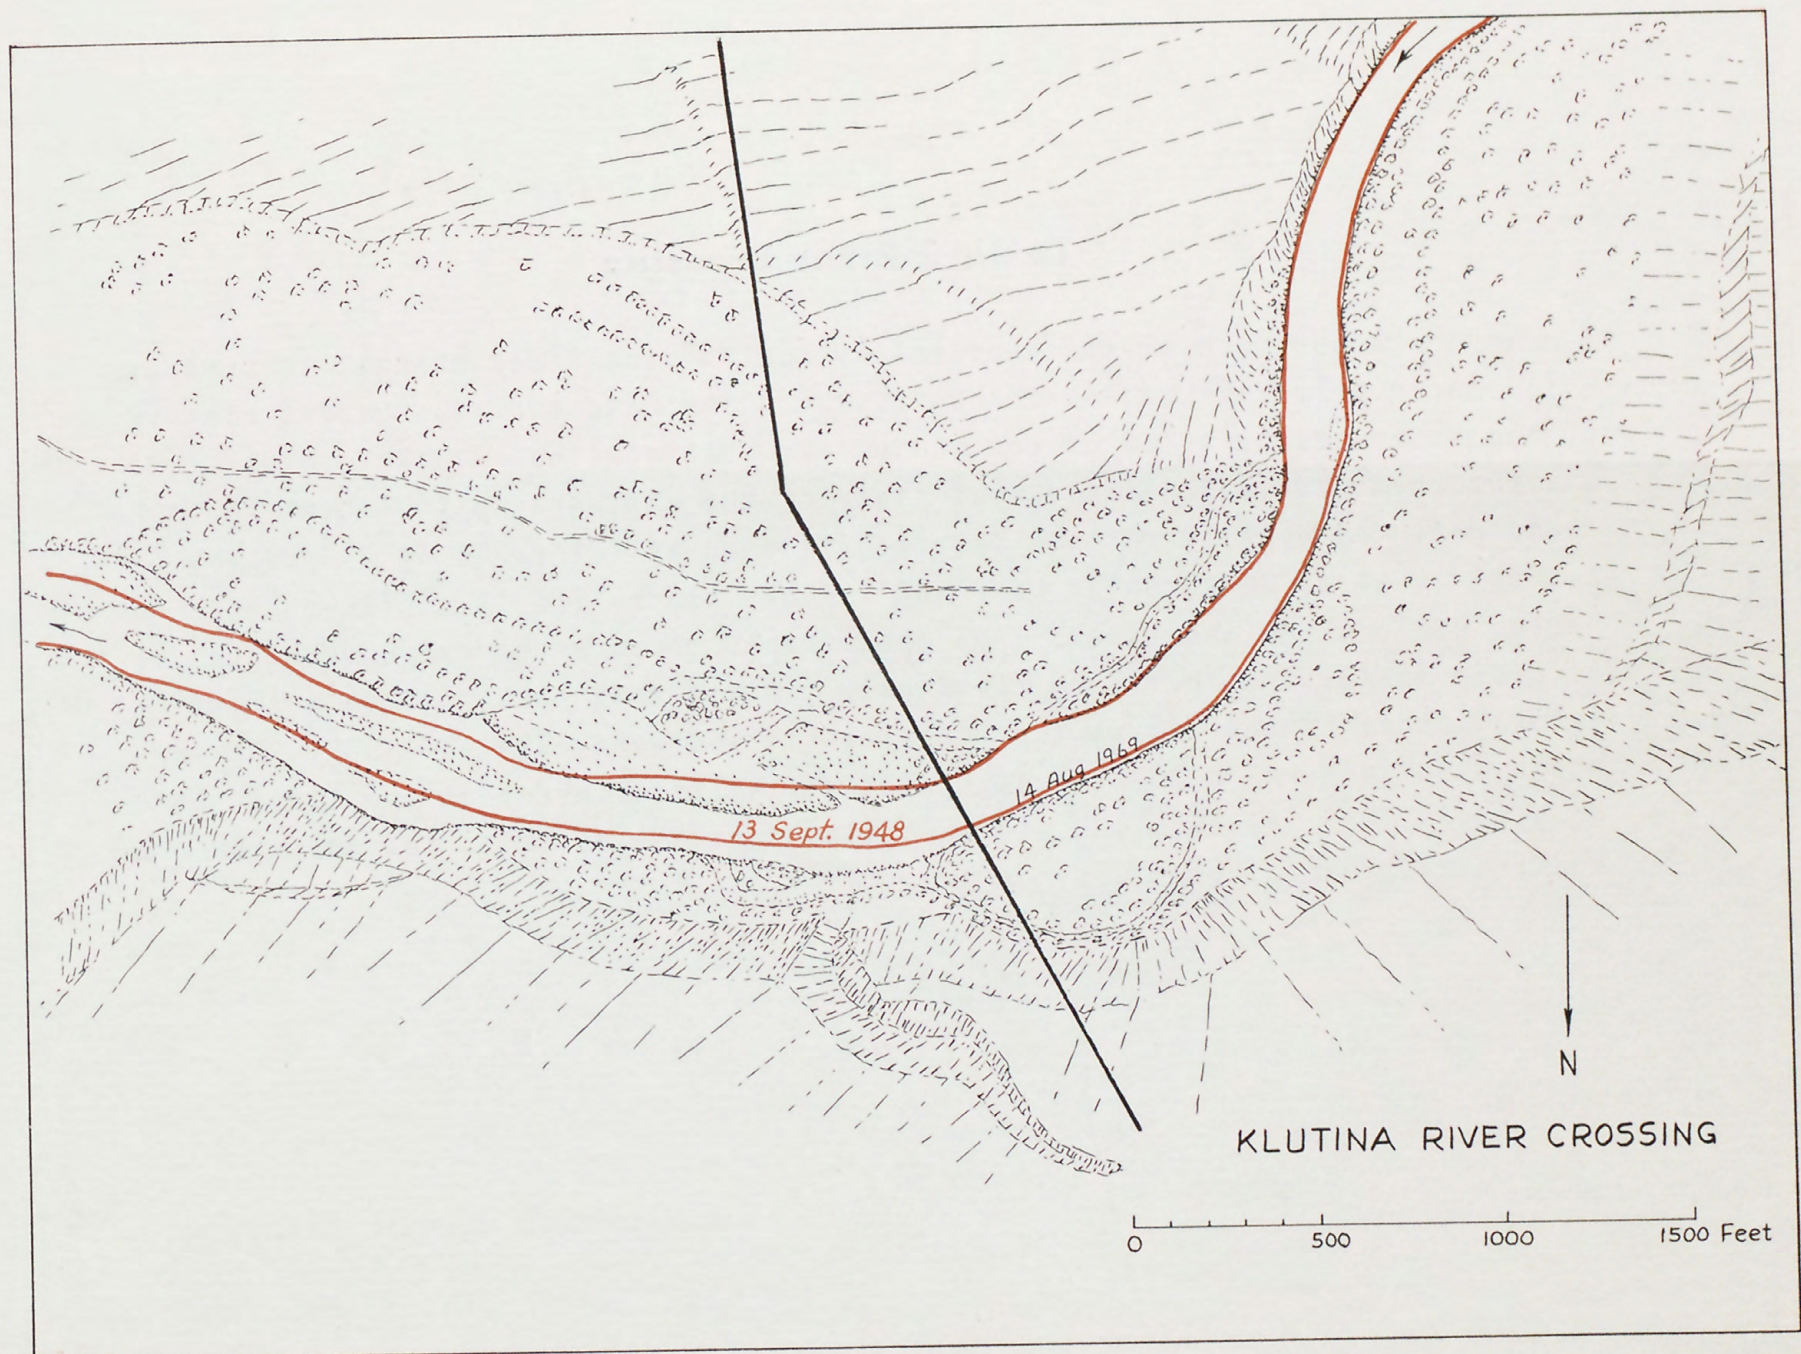 14 Aug 1969
13 Sept. 1948
N
KLUTINA RIVER CROSSING
0 500 1000 1500 Feet